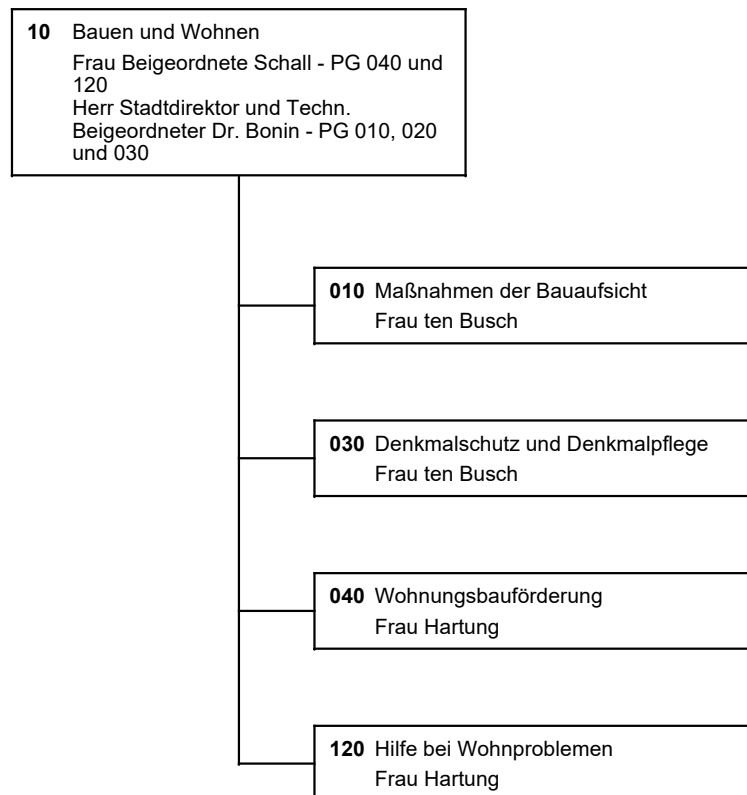 10 Bauen und Wohnen
Frau Beigeordnete Schall - PG 040 und
120
Herr Stadtdirektor und Techn.
Beigeordneter Dr. Bonin - PG 010, 020
und 030
010 Maßnahmen der Bauaufsicht
Frau ten Busch
030 Denkmalschutz und Denkmalpflege
Frau ten Busch
040 Wohnungsbauförderung
Frau Hartung
120 Hilfe bei Wohnproblemen
Frau Hartung